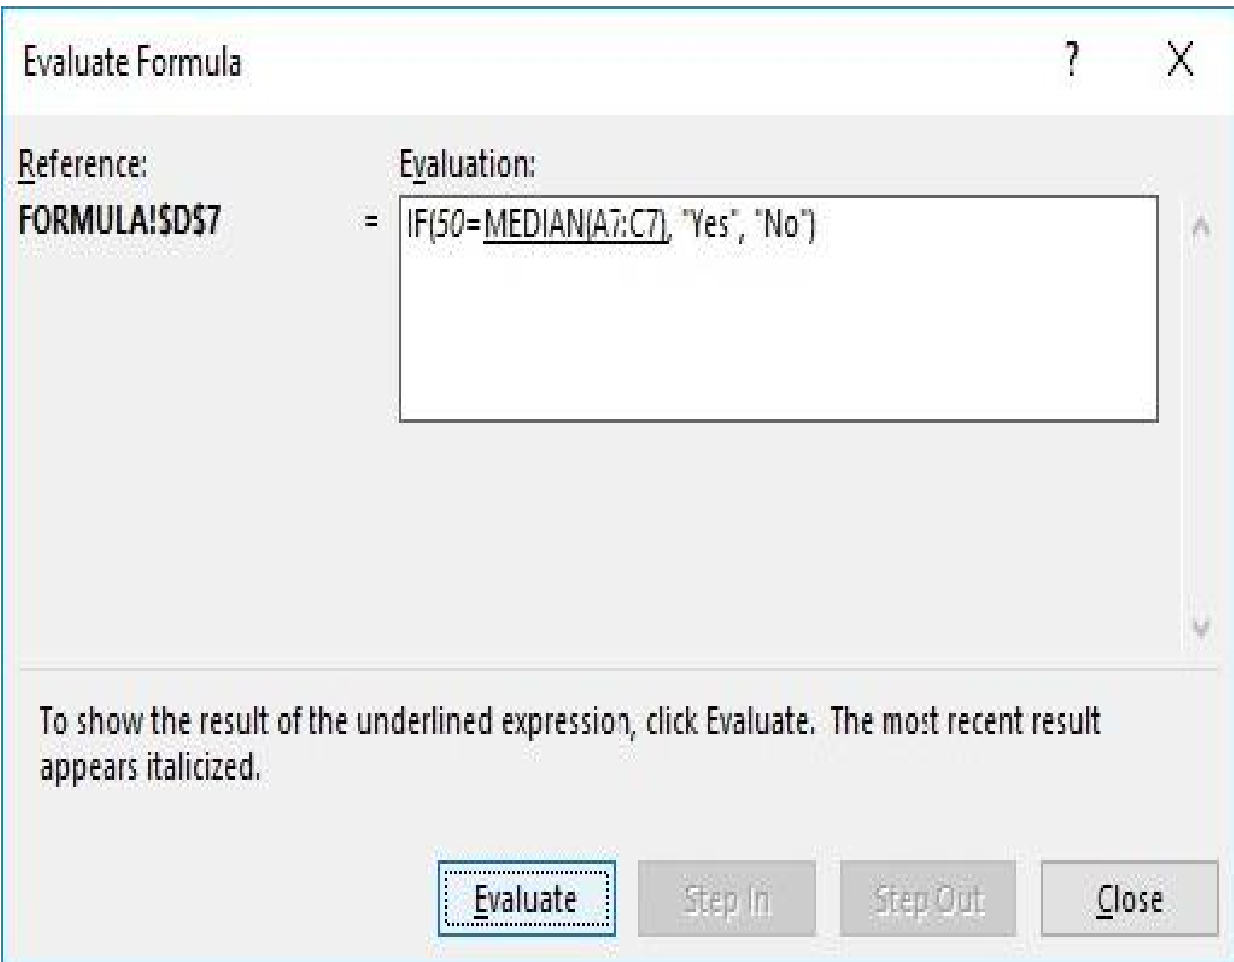 Evaluate Formula ? X
Reference: Evaluation:
FORMULA!$D$7 = IF(50=MEDIAN(A7:C7), "Yes", "No")
To show the result of the underlined expression, click Evaluate. The most recent result
appears italicized.
Evaluate Step In Step Out Close